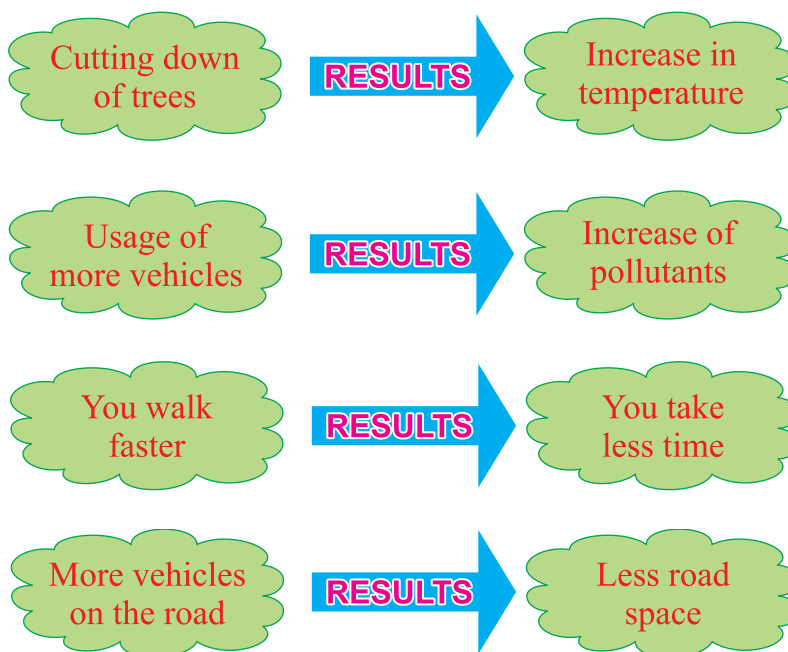 Cutting down
of trees
RESULTS
Increase in
temperature
Usage of
more vehicles
RESULTS
Increase of
pollutants
You walk
faster
RESULTS
You take
less time
More vehicles
on the road
RESULTS
Less road
space